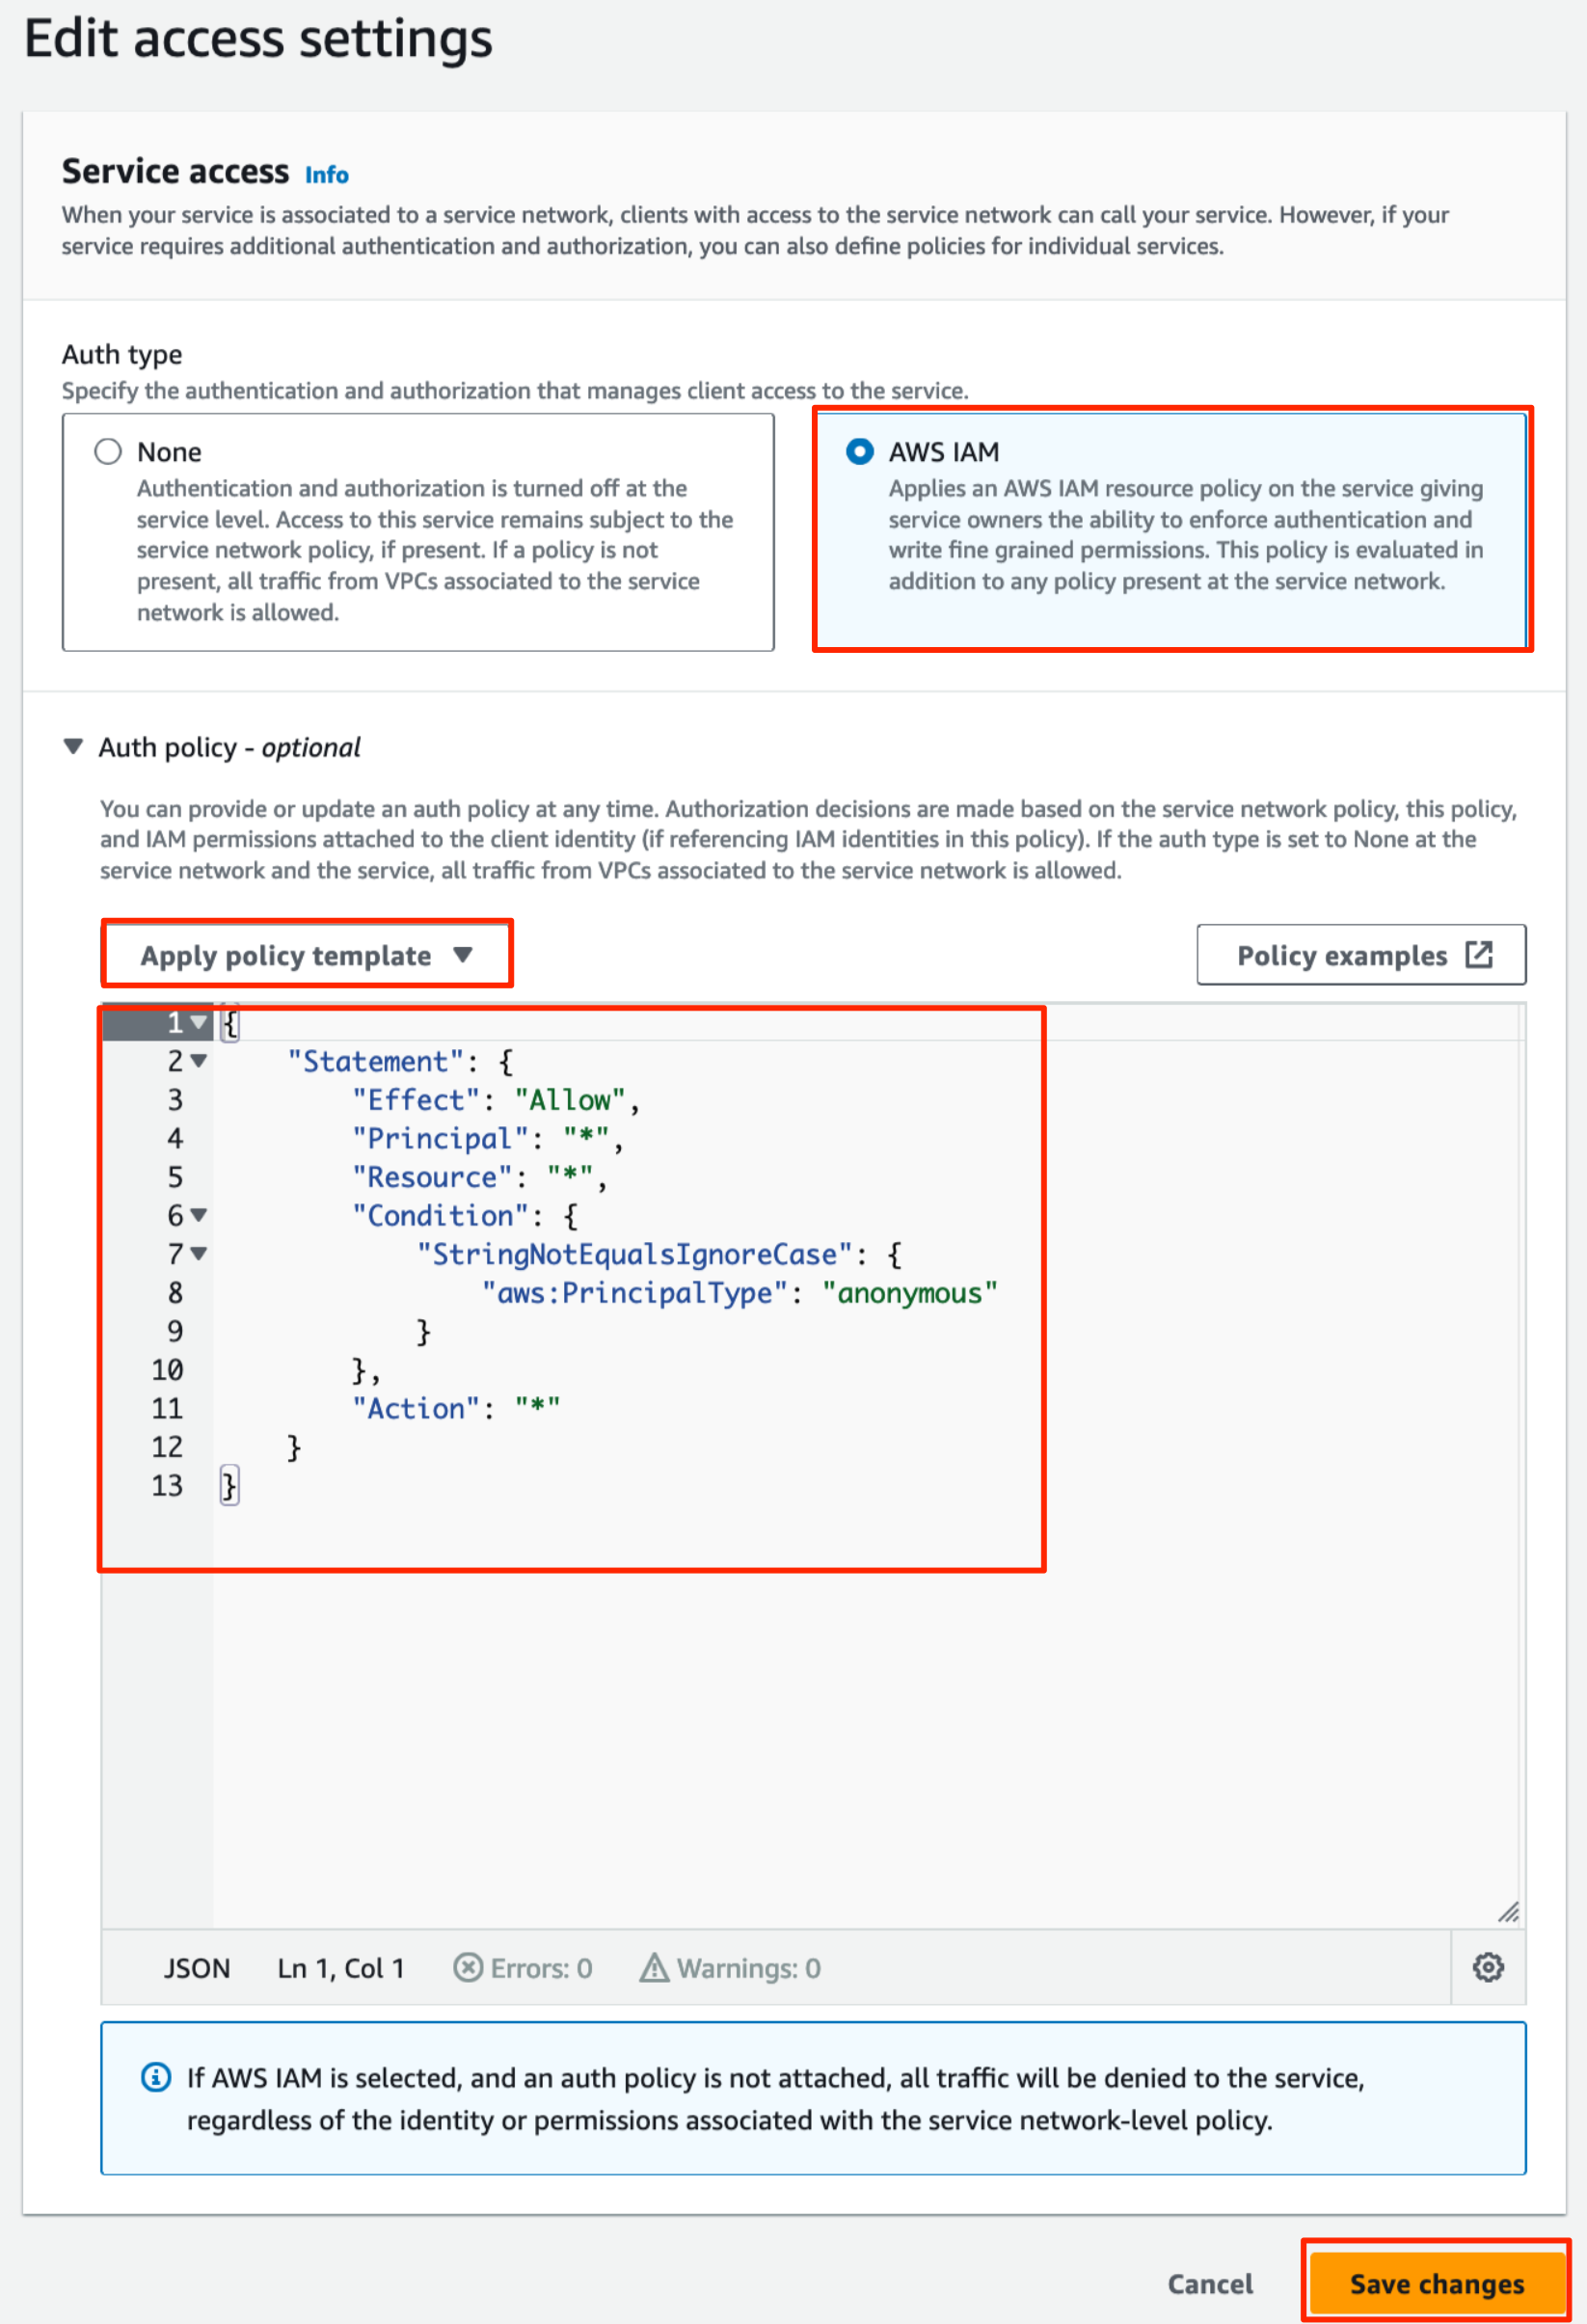 Edit access settings
Service access Info
When your service is associated to a service network, clients with access to the service network can call your service. However, if your
service requires additional authentication and authorization, you can also define policies for individual services.
Auth type
Specify the authentication and authorization that manages client access to the service.
None
Authentication and authorization is turned off at the
service level. Access to this service remains subject to the
service network policy, if present. If a policy is not
present, all traffic from VPCs associated to the service
network is allowed.
AWS IAM
Applies an AWS IAM resource policy on the service giving
service owners the ability to enforce authentication and
write fine grained permissions. This policy is evaluated in
addition to any policy present at the service network.
Auth policy - optional
You can provide or update an auth policy at any time. Authorization decisions are made based on the service network policy, this policy,
and IAM permissions attached to the client identity (if referencing IAM identities in this policy). If the auth type is set to None at the
service network and the service, all traffic from VPCs associated to the service network is allowed.
Apply policy template
Policy examples
1 {
2 "Statement": {
3 "Effect": "Allow",
4 "Principal": "*",
5 "Resource": "*",
6 "Condition": {
7 "StringNotEqualsIgnoreCase": {
8 "aws:PrincipalType": "anonymous"
9 }
10 },
11 "Action": "*"
12 }
13 }
JSON Ln 1, Col 1 Errors: 0 Warnings: 0
If AWS IAM is selected, and an auth policy is not attached, all traffic will be denied to the service,
regardless of the identity or permissions associated with the service network-level policy.
Cancel Save changes